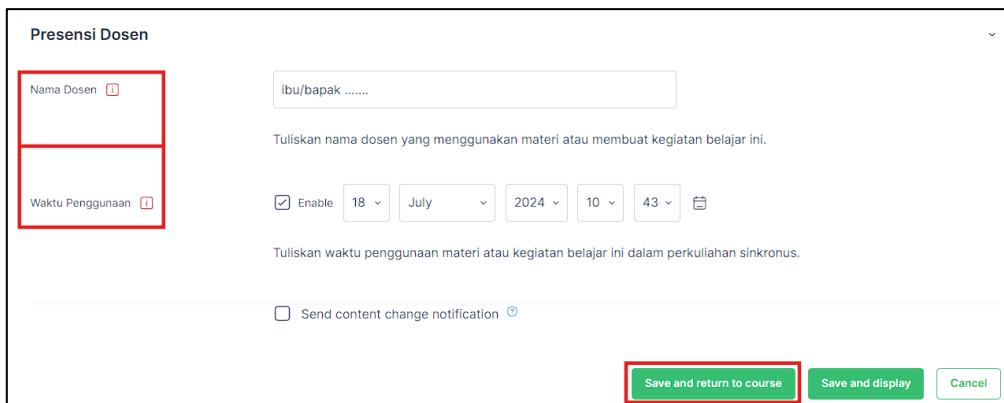 Presensi Dosen
Nama Dosen
ibu/bapak .......
Tuliskan nama dosen yang menggunakan materi atau membuat kegiatan belajar ini.
Waktu Penggunaan
Enable 18 July 2024 10 43
Tuliskan waktu penggunaan materi atau kegiatan belajar ini dalam perkuliahan sinkronus.
Send content change notification
Save and return to course Save and display Cancel